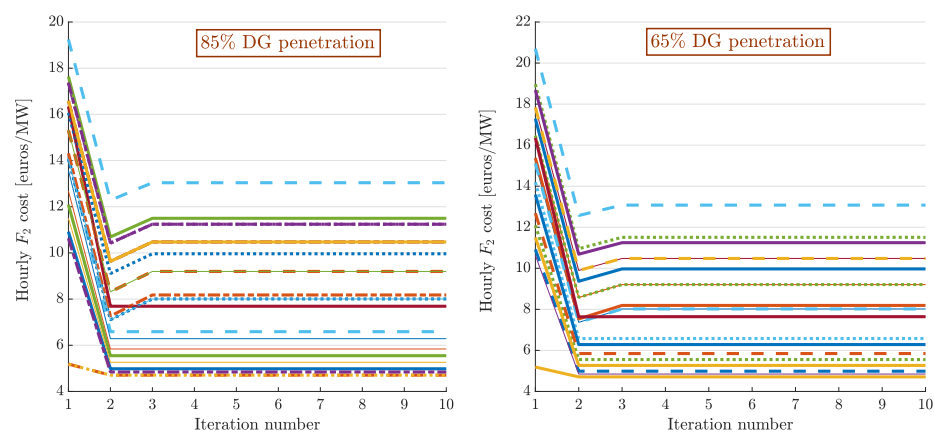 85% DG penetration
Hourly F₂ cost [euros/MW]
20
18
16
14
12
10
8
6
4
1 2 3 4 5 6 7 8 9 10
Iteration number
65% DG penetration
Hourly F₂ cost [euros/MW]
22
20
18
16
14
12
10
8
6
4
1 2 3 4 5 6 7 8 9 10
Iteration number